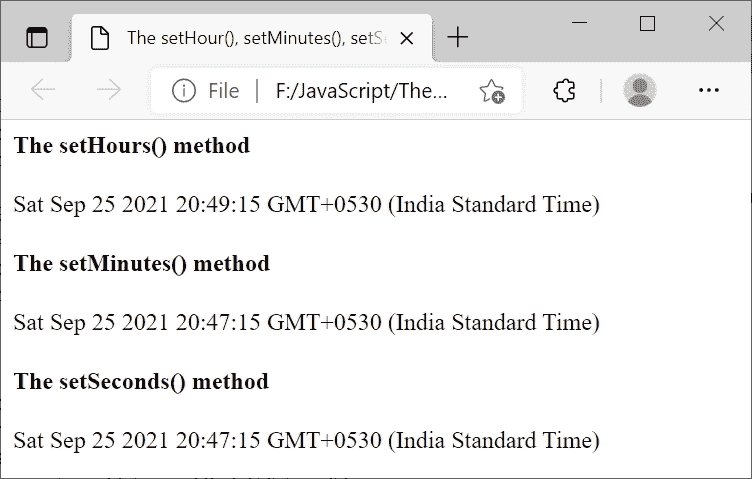 The setHour(), setMinutes(), setS
File | F:/JavaScript/The...
The setHours() method
Sat Sep 25 2021 20:49:15 GMT+0530 (India Standard Time)
The setMinutes() method
Sat Sep 25 2021 20:47:15 GMT+0530 (India Standard Time)
The setSeconds() method
Sat Sep 25 2021 20:47:15 GMT+0530 (India Standard Time)